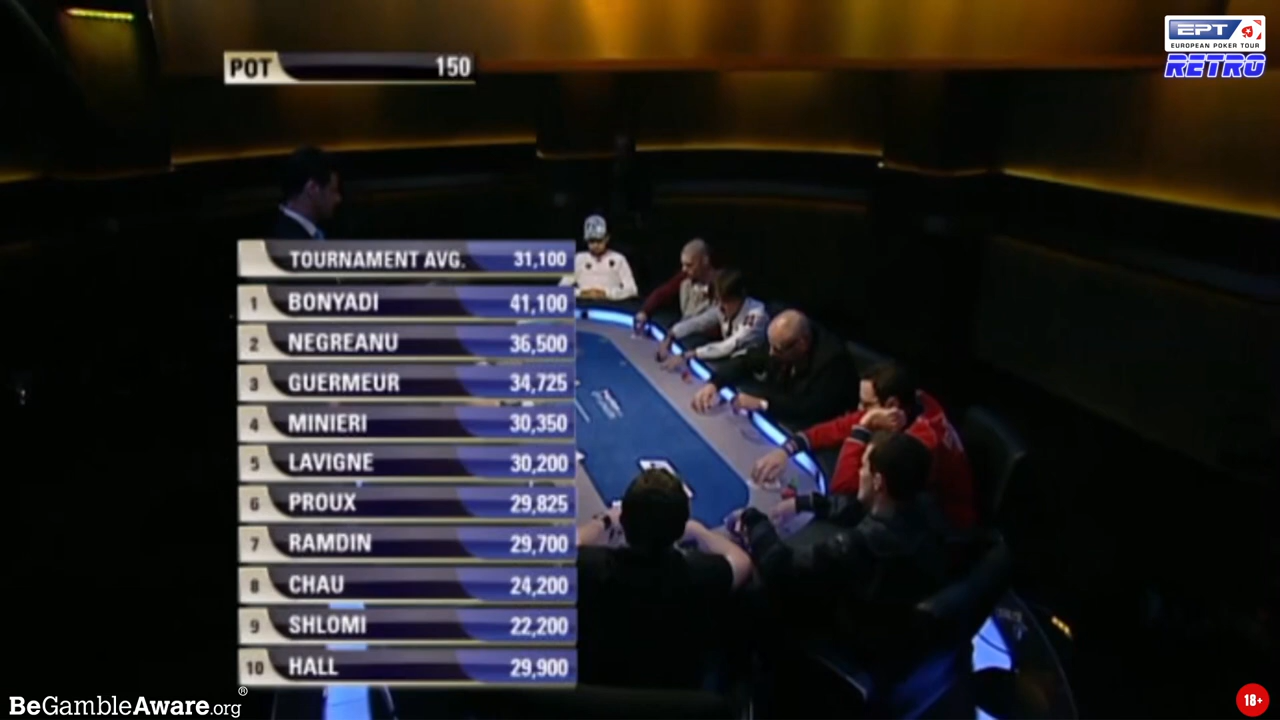 POT 150
EPT
EUROPEAN POKER TOUR
RETRO
TOURNAMENT AVG. 31,100
1 BONYADI 41,100
2 NEGREANU 36,500
3 GUERMEUR 34,725
4 MINIERI 30,350
5 LAVIGNE 30,200
6 PROUX 29,825
7 RAMDIN 29,700
8 CHAU 24,200
9 SHLOMI 22,200
10 HALL 29,900
BeGambleAware.org®
18+